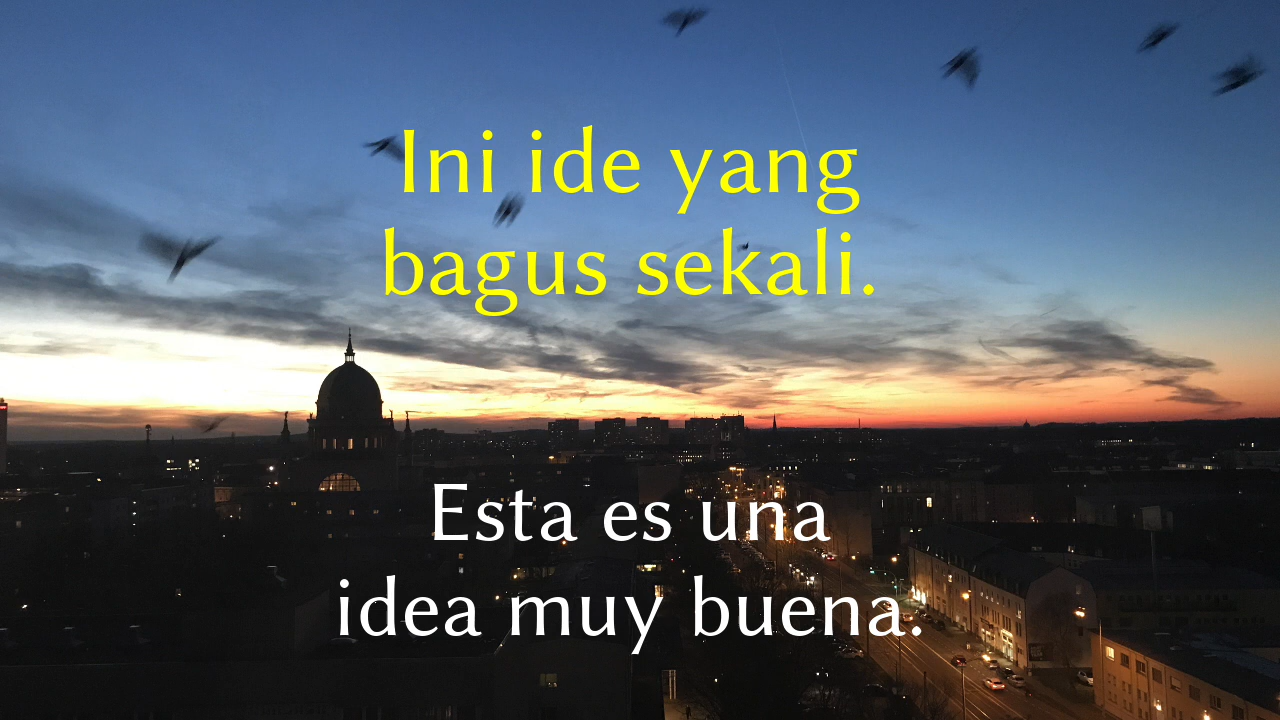 Ini ide yang
bagus sekali.
Esta es una
idea muy buena.